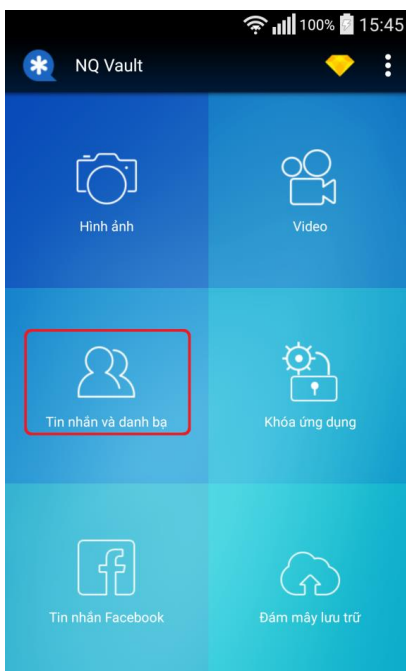 100% 15:45
NQ Vault
Hình ảnh
Video
Tin nhắn và danh bạ
Khóa ứng dụng
Tin nhắn Facebook
Đám mây lưu trữ